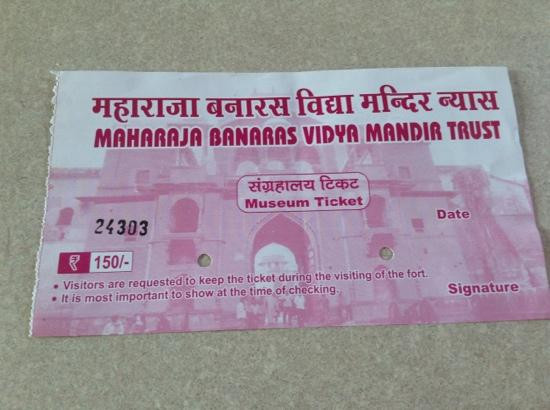 महाराजा बनारस विद्या मन्दिर न्यास
MAHARAJA BANARAS VIDYA MANDIR TRUST
संग्रहालय टिकट
Museum Ticket
24303
Date
₹ 150/-
• Visitors are requested to keep the ticket during the visiting of the fort.
• It is most important to show at the time of checking.
Signature